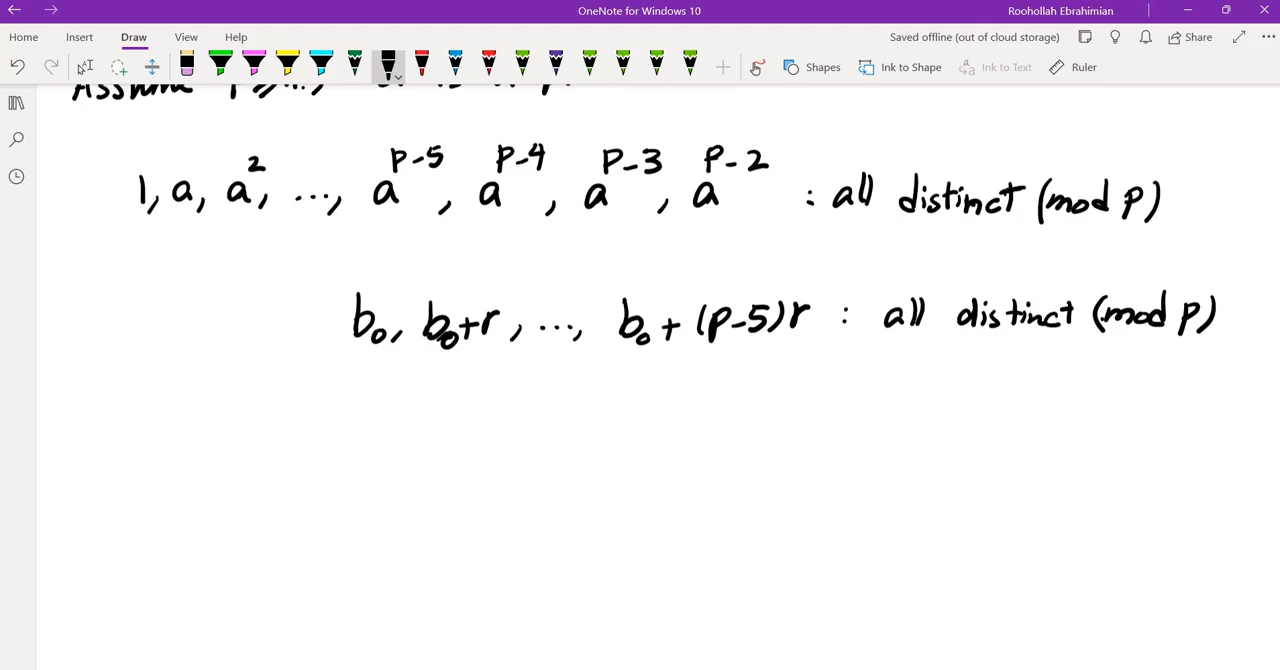 OneNote for Windows 10
Roohollah Ebrahimian
Home Insert Draw View Help
Saved offline (out of cloud storage)
Share
Shapes
Ink to Shape
Ink to Text
Ruler
Assume
1, a, a², ..., a^(p-5), a^(p-4), a^(p-3), a^(p-2) : all distinct (mod p)
b₀, b₀+r, ..., b₀+(p-5)r : all distinct (mod p)